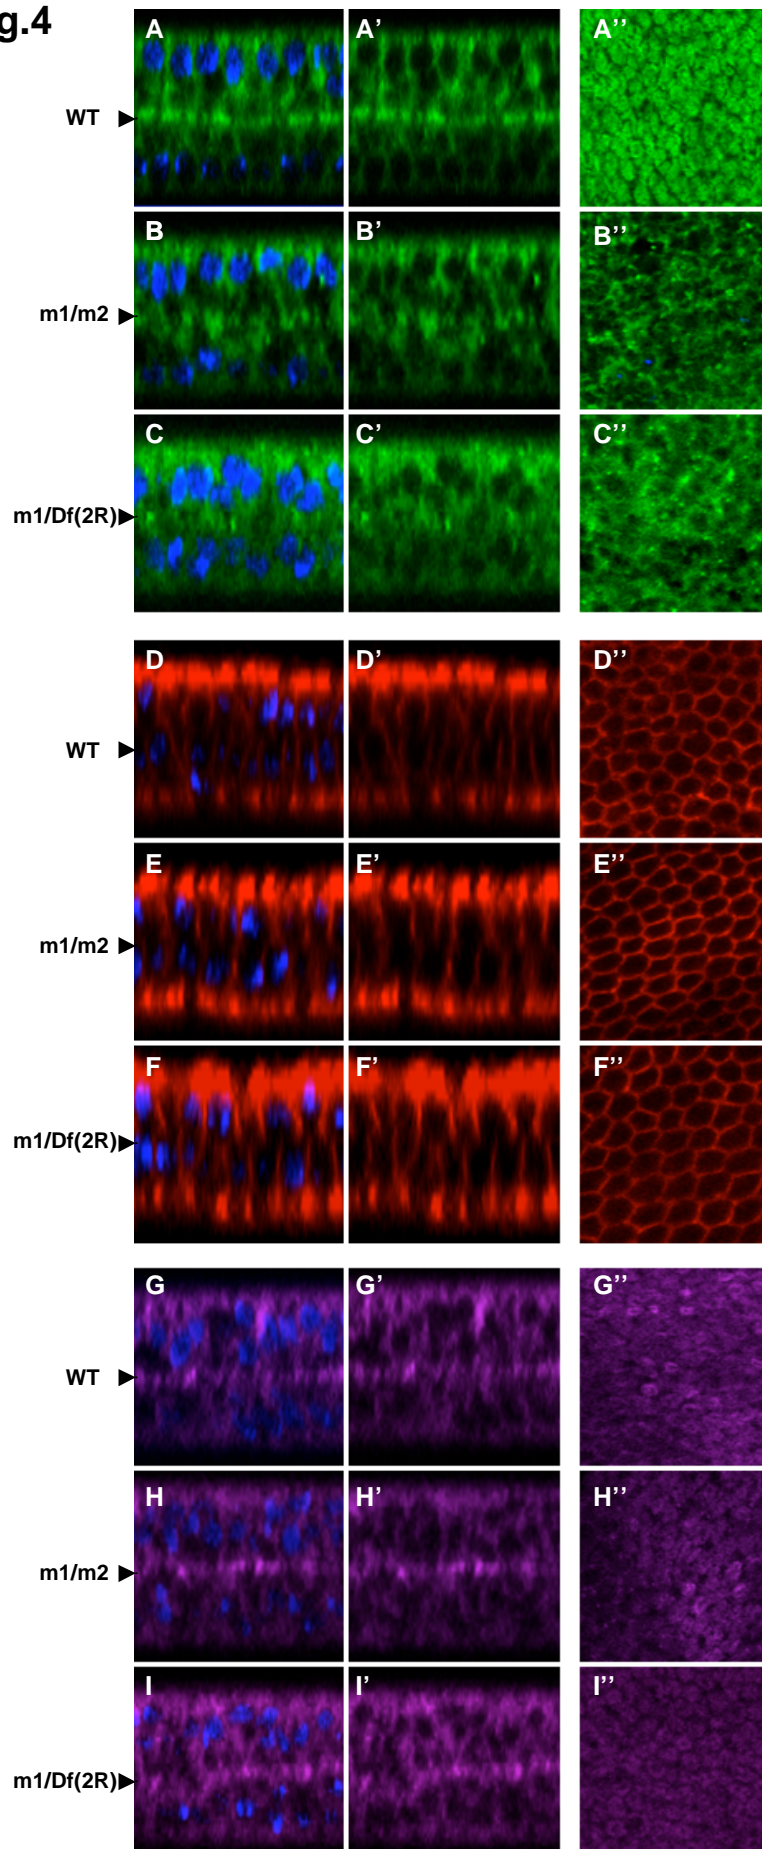 g.4
A A’ A’’
WT
B B’ B’’
m1/m2
C C’ C’’
m1/Df(2R)
D D’ D’’
WT
E E’ E’’
m1/m2
F F’ F’’
m1/Df(2R)
G G’ G’’
WT
H H’ H’’
m1/m2
I I’ I’’
m1/Df(2R)